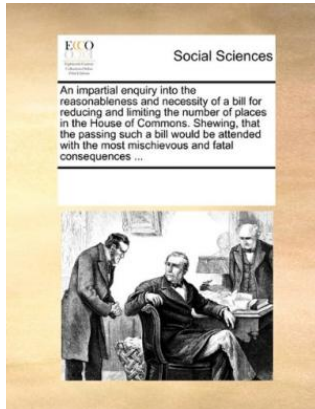 ECCO
Social Sciences
An impartial enquiry into the
reasonableness and necessity of a bill for
reducing and limiting the number of places
in the House of Commons. Shewing, that
the passing such a bill would be attended
with the most mischievous and fatal
consequences ...